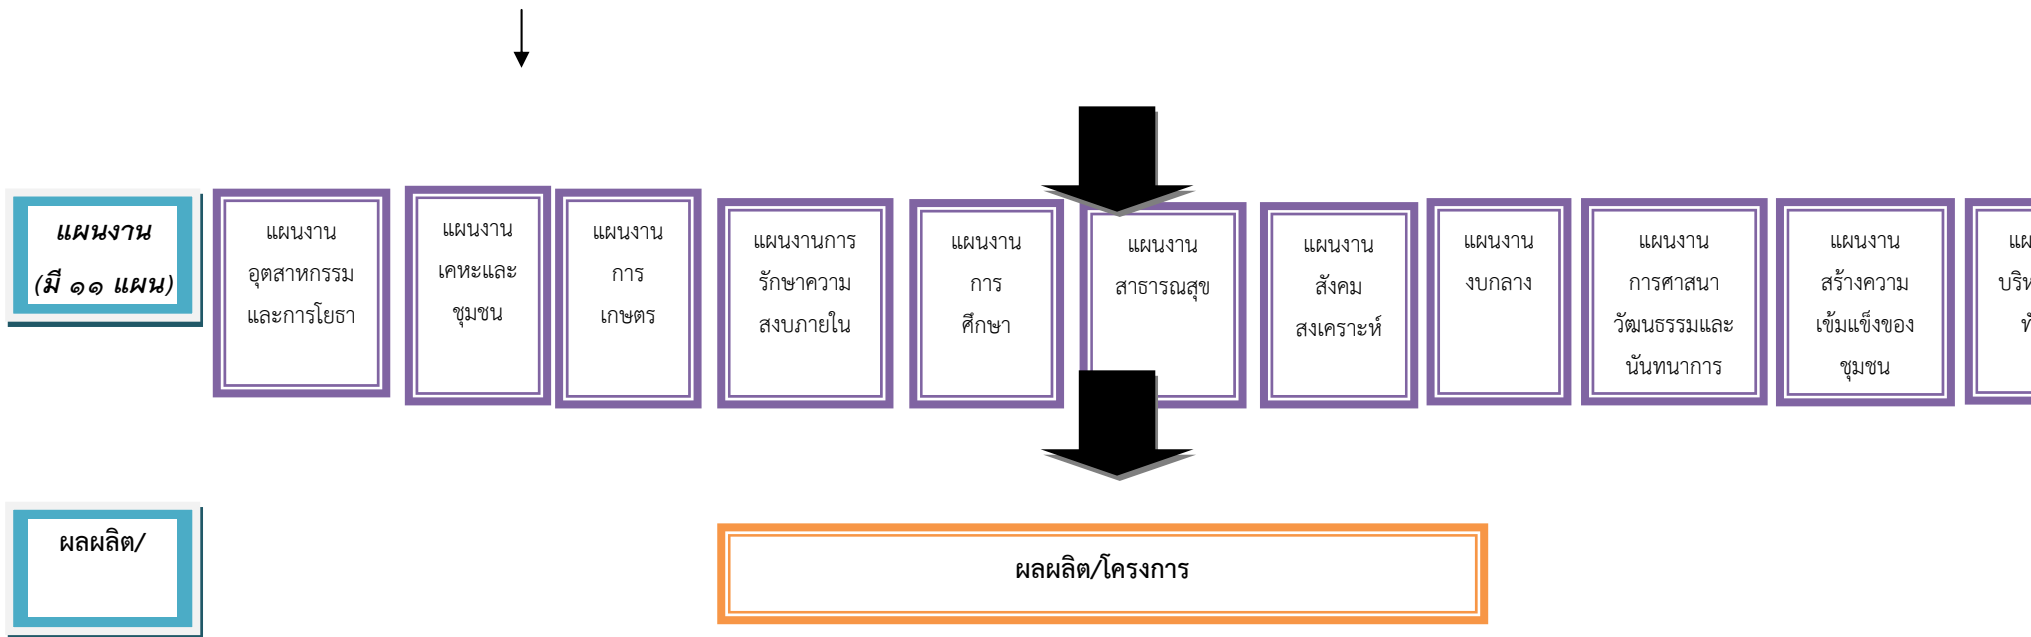 แผนงาน
(มี ๑๑ แผน)
แผนงาน
อุตสาหกรรม
และการโยธา
แผนงาน
เคหะและ
ชุมชน
แผนงาน
การ
เกษตร
แผนงานการ
รักษาความ
สงบภายใน
แผนงาน
การ
ศึกษา
แผนงาน
สาธารณสุข
แผนงาน
สังคม
สงเคราะห์
แผนงาน
งบกลาง
แผนงาน
การศาสนา
วัฒนธรรมและ
นันทนาการ
แผนงาน
สร้างความ
เข้มแข็งของ
ชุมชน
ผลผลิต/
ผลผลิต/โครงการ